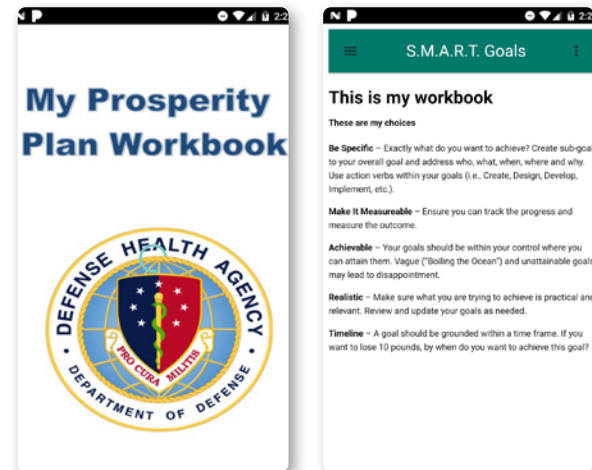 2:2
My Prosperity
Plan Workbook
DEFENSE HEALTH AGENCY
PRO CURA MILITIS
DEPARTMENT OF DEFENSE
2:2
S.M.A.R.T. Goals
This is my workbook
These are my choices
Be Specific – Exactly what do you want to achieve? Create sub-goal
to your overall goal and address who, what, when, where and why.
Use action verbs within your goals (i.e., Create, Design, Develop,
Implement, etc.).
Make It Measureable – Ensure you can track the progress and
measure the outcome.
Achievable – Your goals should be within your control where you
can attain them. Vague ("Boiling the Ocean") and unattainable goals
may lead to disappointment.
Realistic – Make sure what you are trying to achieve is practical and
relevant. Review and update your goals as needed.
Timeline – A goal should be grounded within a time frame. If you
want to lose 10 pounds, by when do you want to achieve this goal?